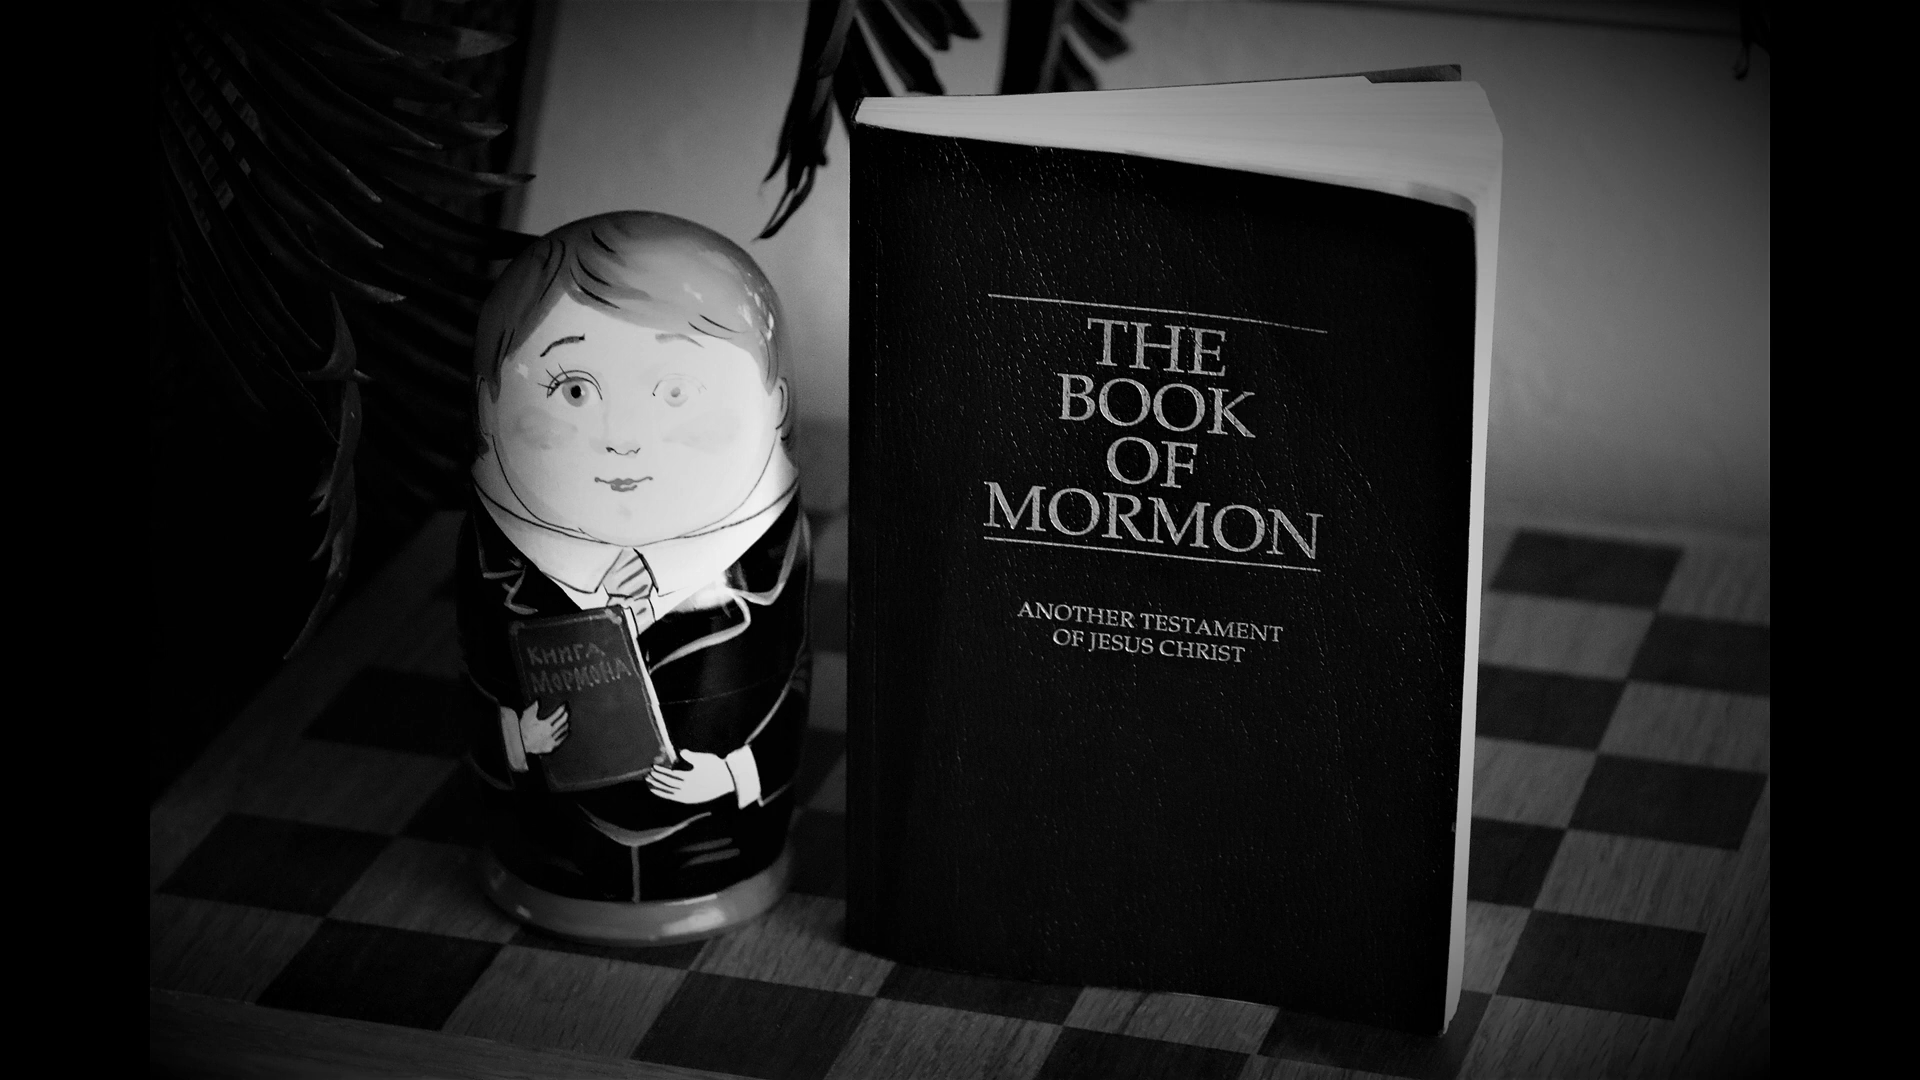 КНИГА
МОРМОНА
THE
BOOK
OF
MORMON
ANOTHER TESTAMENT
OF JESUS CHRIST